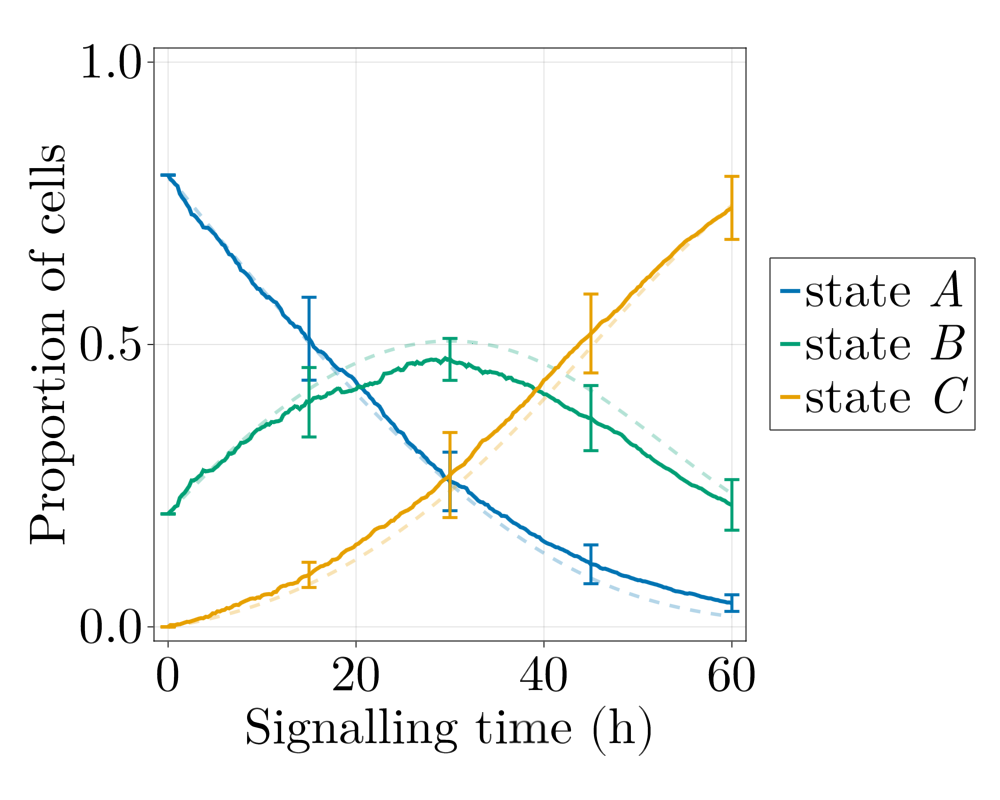 Proportion of cells
1.0
0.5
0.0
0 20 40 60
Signalling time (h)
state A
state B
state C